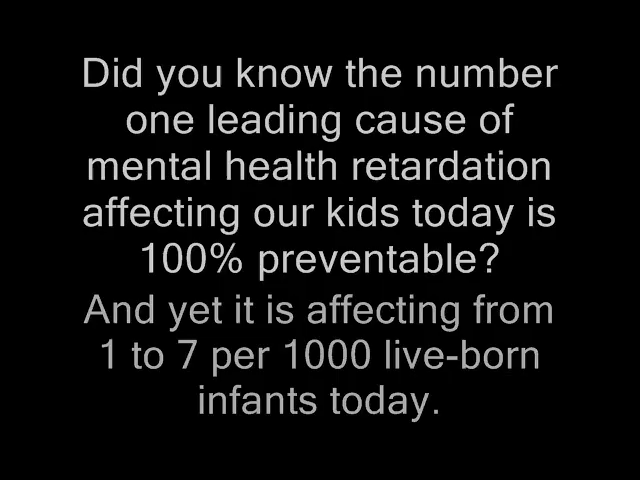 Did you know the number
one leading cause of
mental health retardation
affecting our kids today is
100% preventable?
And yet it is affecting from
1 to 7 per 1000 live-born
infants today.